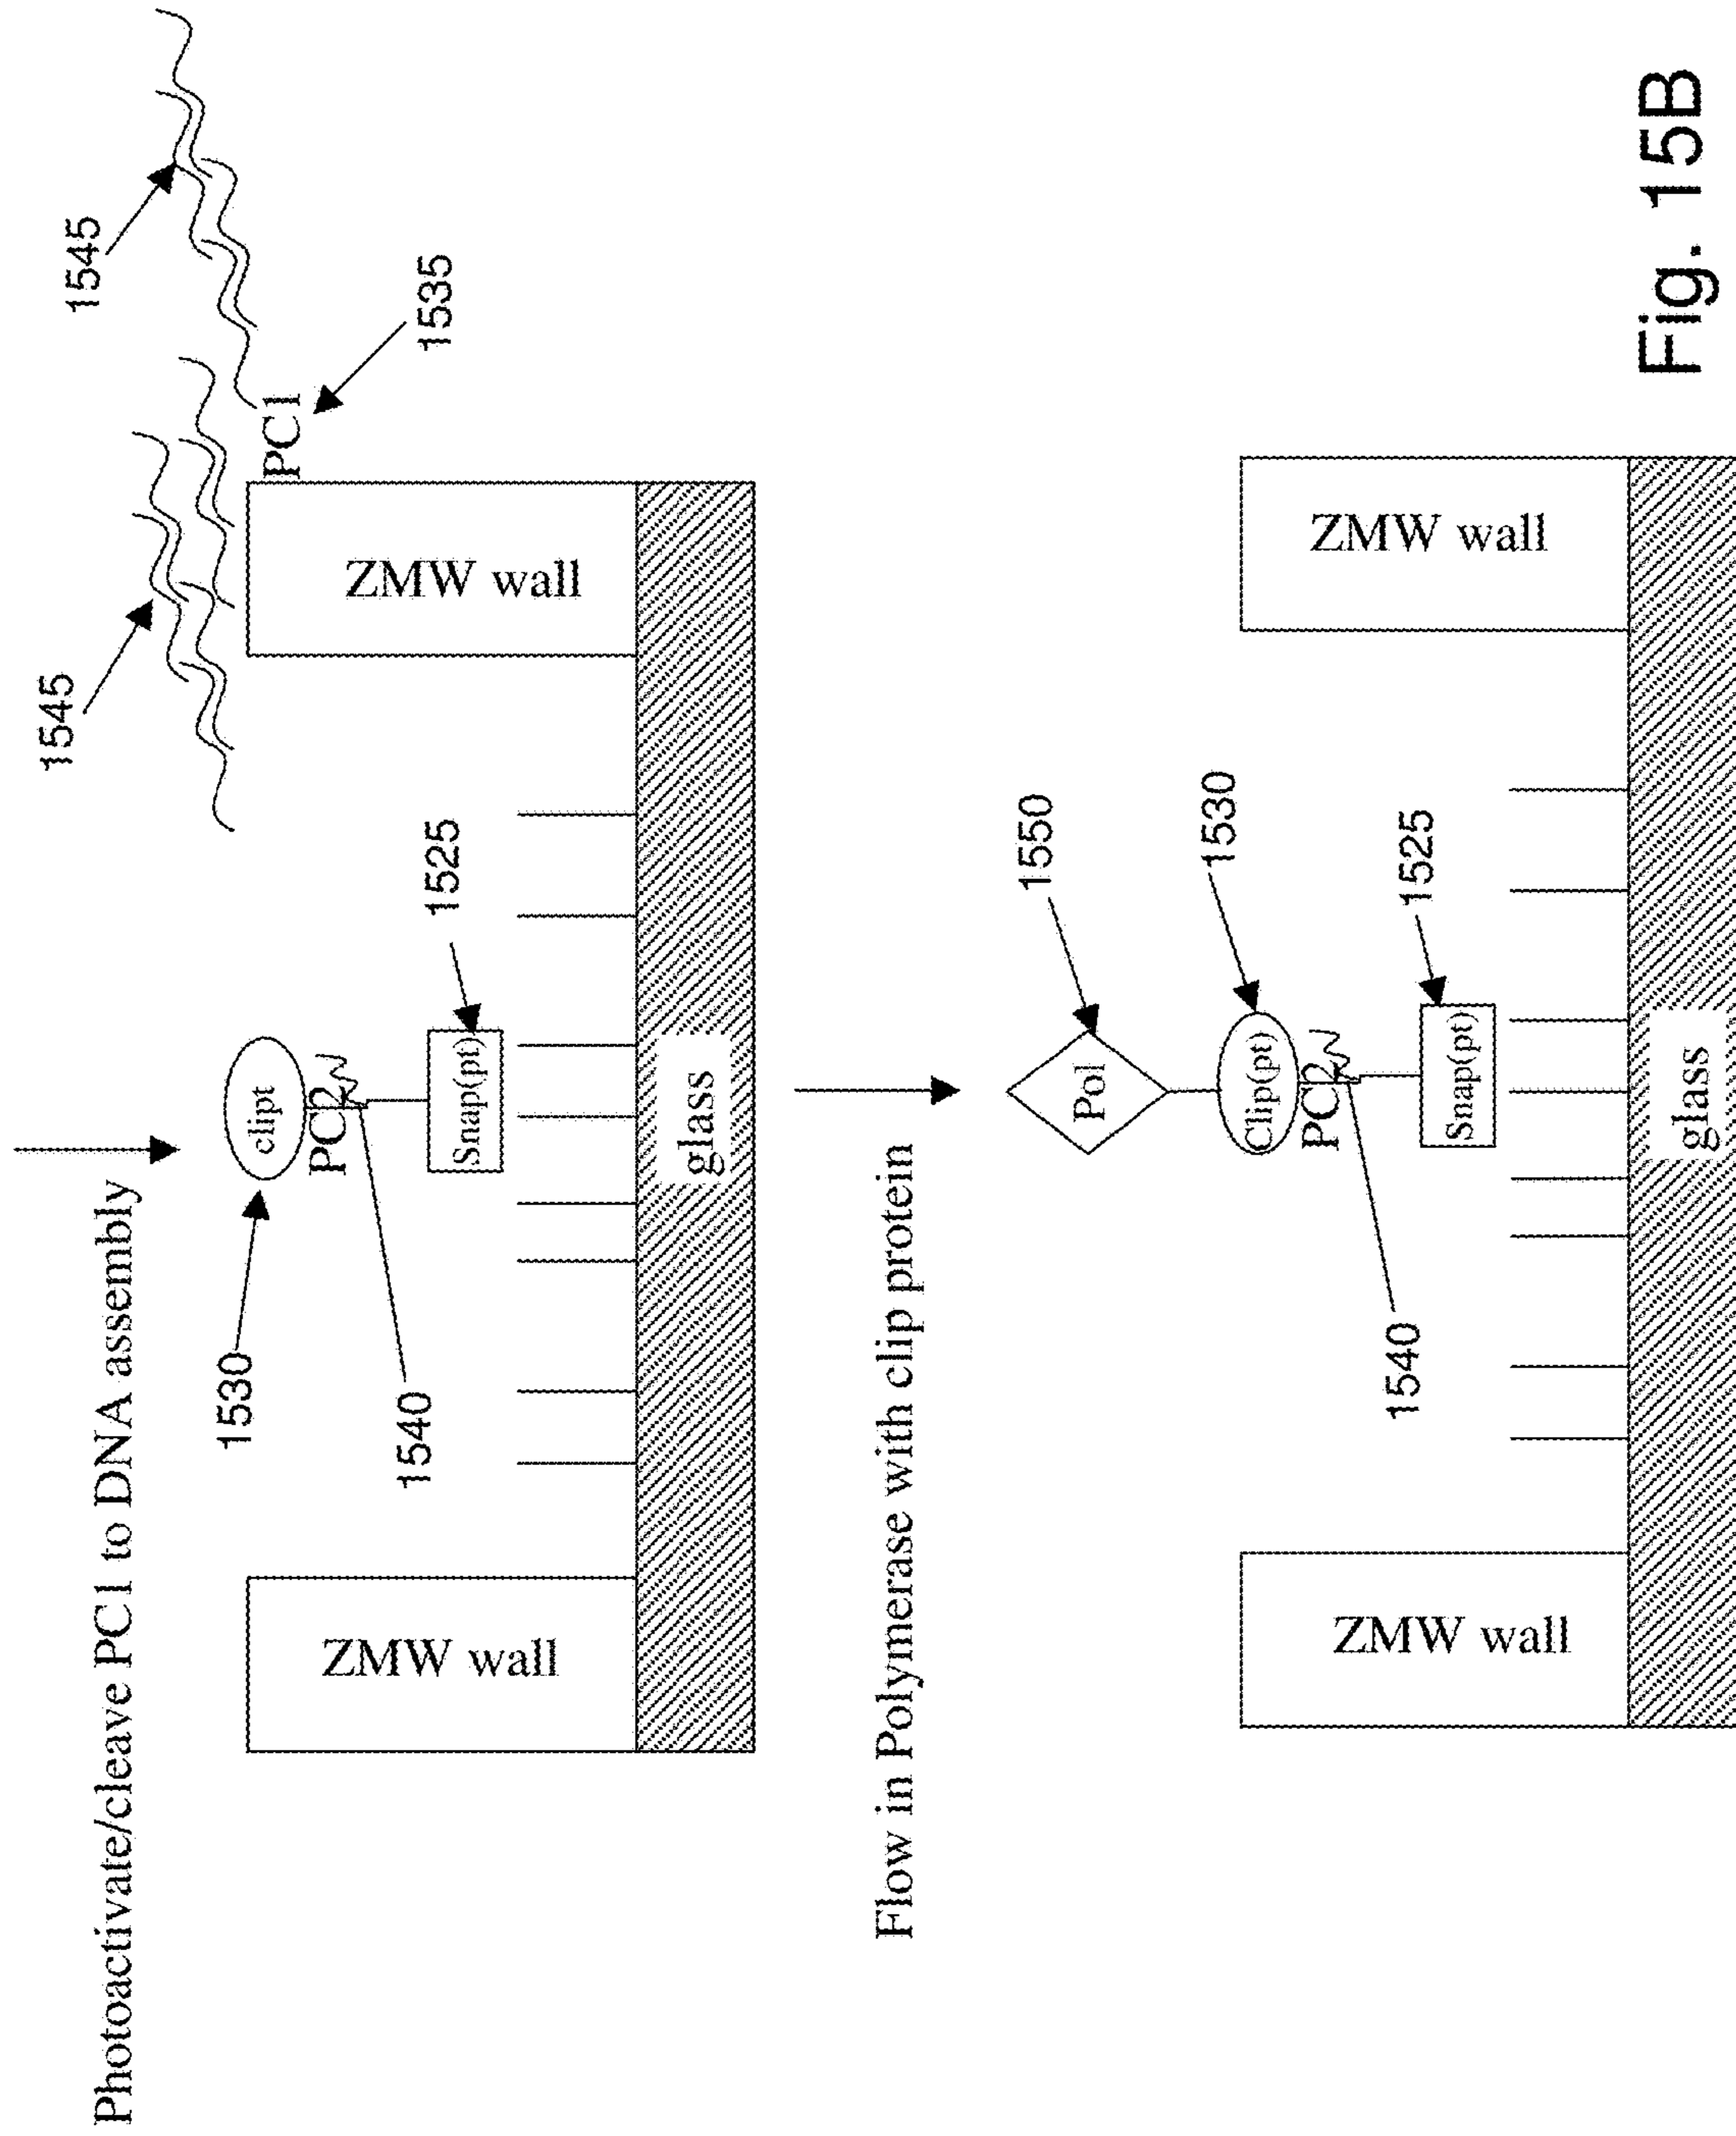 Photoactivate/cleave PC1 to DNA assembly
1545
1545
1530
clipt
PC2
PC1
1535
1540
Snap(pt)
1525
ZMW wall
ZMW wall
glass
Flow in Polymerase with clip protein
1550
Pol
Clip(pt)
1530
PC2
1540
Snap(pt)
1525
ZMW wall
ZMW wall
glass
Fig. 15B